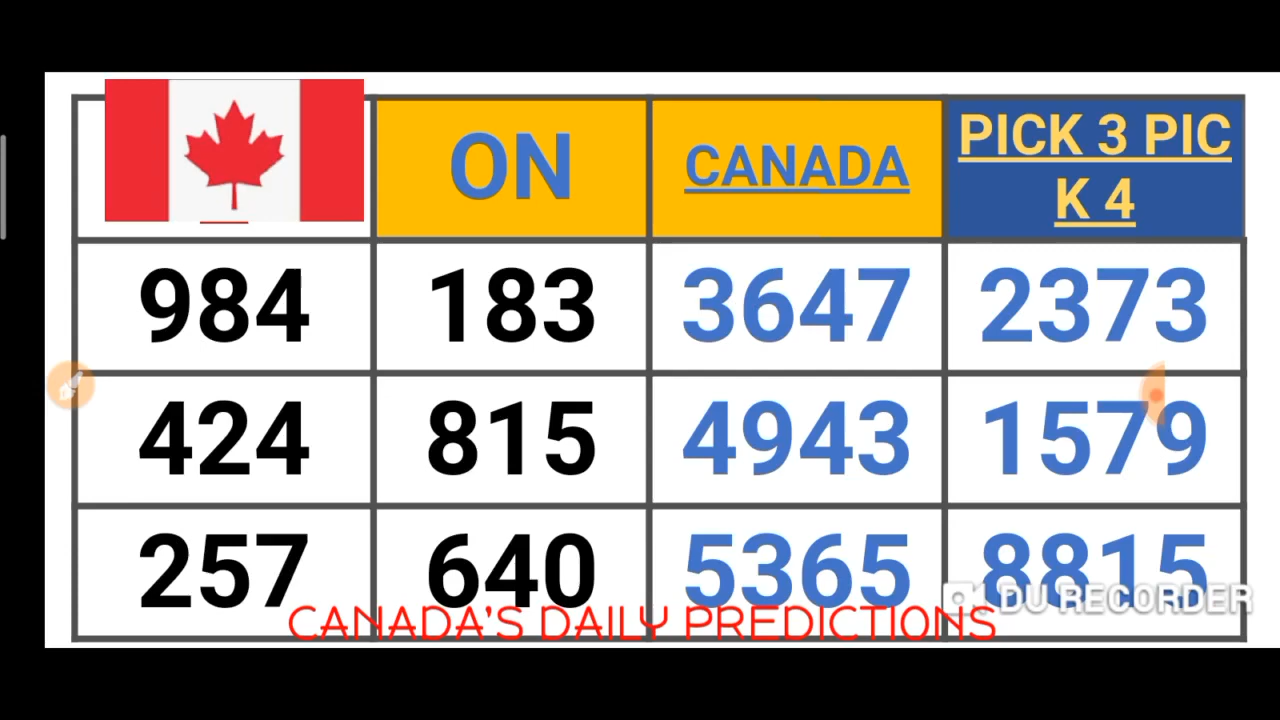 ON CANADA PICK 3 PIC
K 4
984 183 3647 2373
424 815 4943 1579
257 640 5365 8815
DU RECORDER
CANADA'S DAILY PREDICTIONS